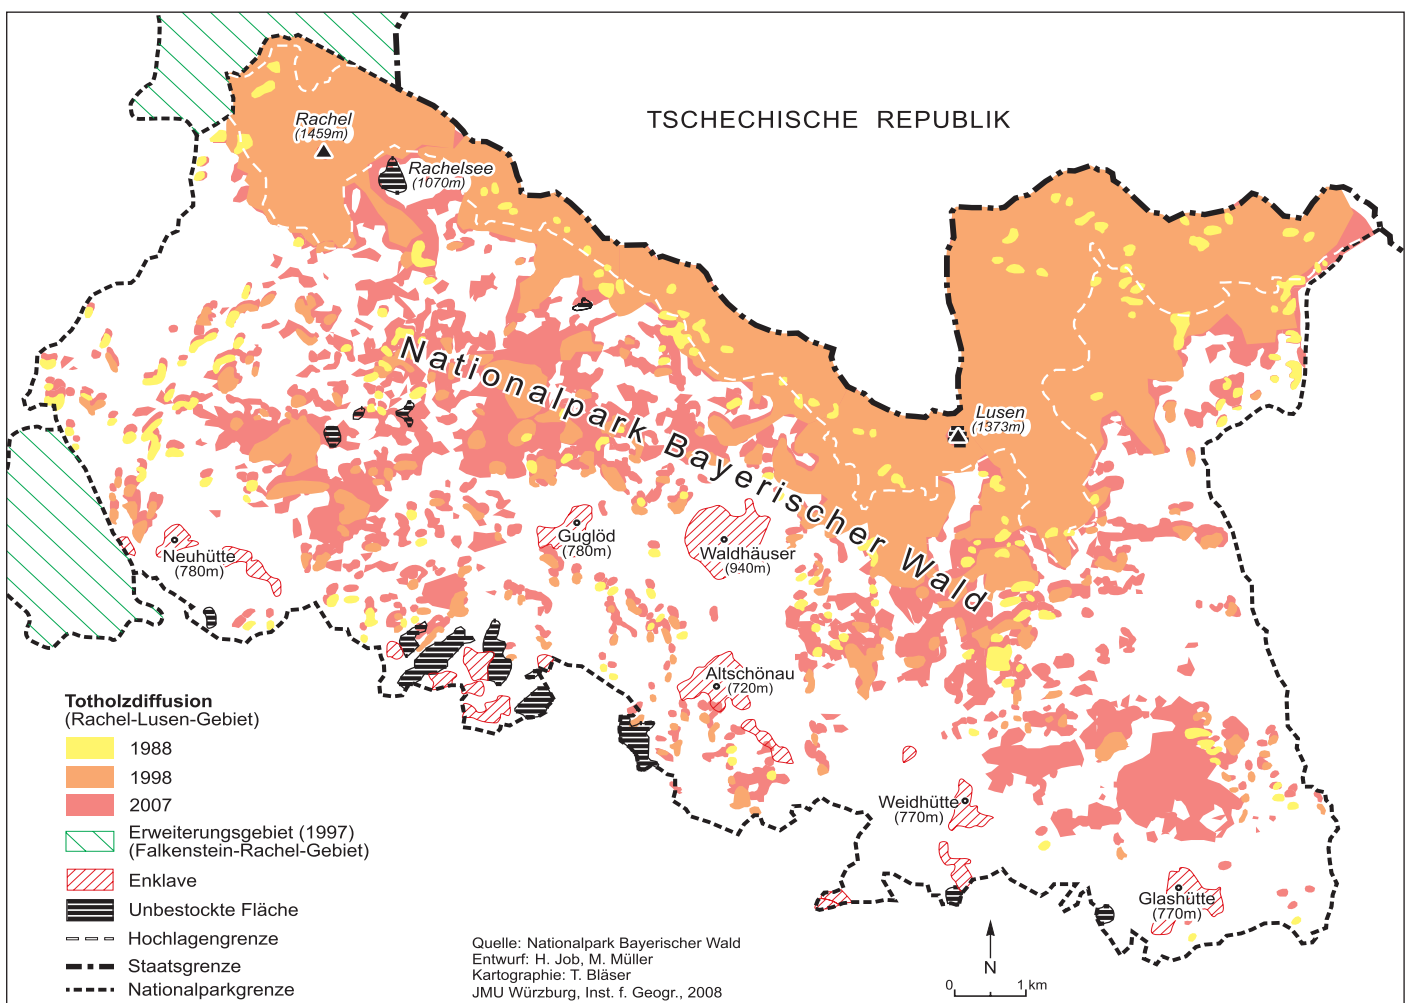 TSCHECHISCHE REPUBLIK
Rachel
(1459m)
Rachelsee
(1070m)
Lusen
(1373m)
Nationalpark Bayerischer Wald
Neuhütte
(780m)
Guglöd
(780m)
Waldhäuser
(940m)
Altschönau
(720m)
Weidhütte
(770m)
Glashütte
(770m)
Totholzdiffusion
(Rachel-Lusen-Gebiet)
1988
1998
2007
Erweiterungsgebiet (1997)
(Falkenstein-Rachel-Gebiet)
Enklave
Unbestockte Fläche
Hochlagengrenze
Staatsgrenze
Nationalparkgrenze
Quelle: Nationalpark Bayerischer Wald
Entwurf: H. Job, M. Müller
Kartographie: T. Bläser
JMU Würzburg, Inst. f. Geogr., 2008
N
0 1 km